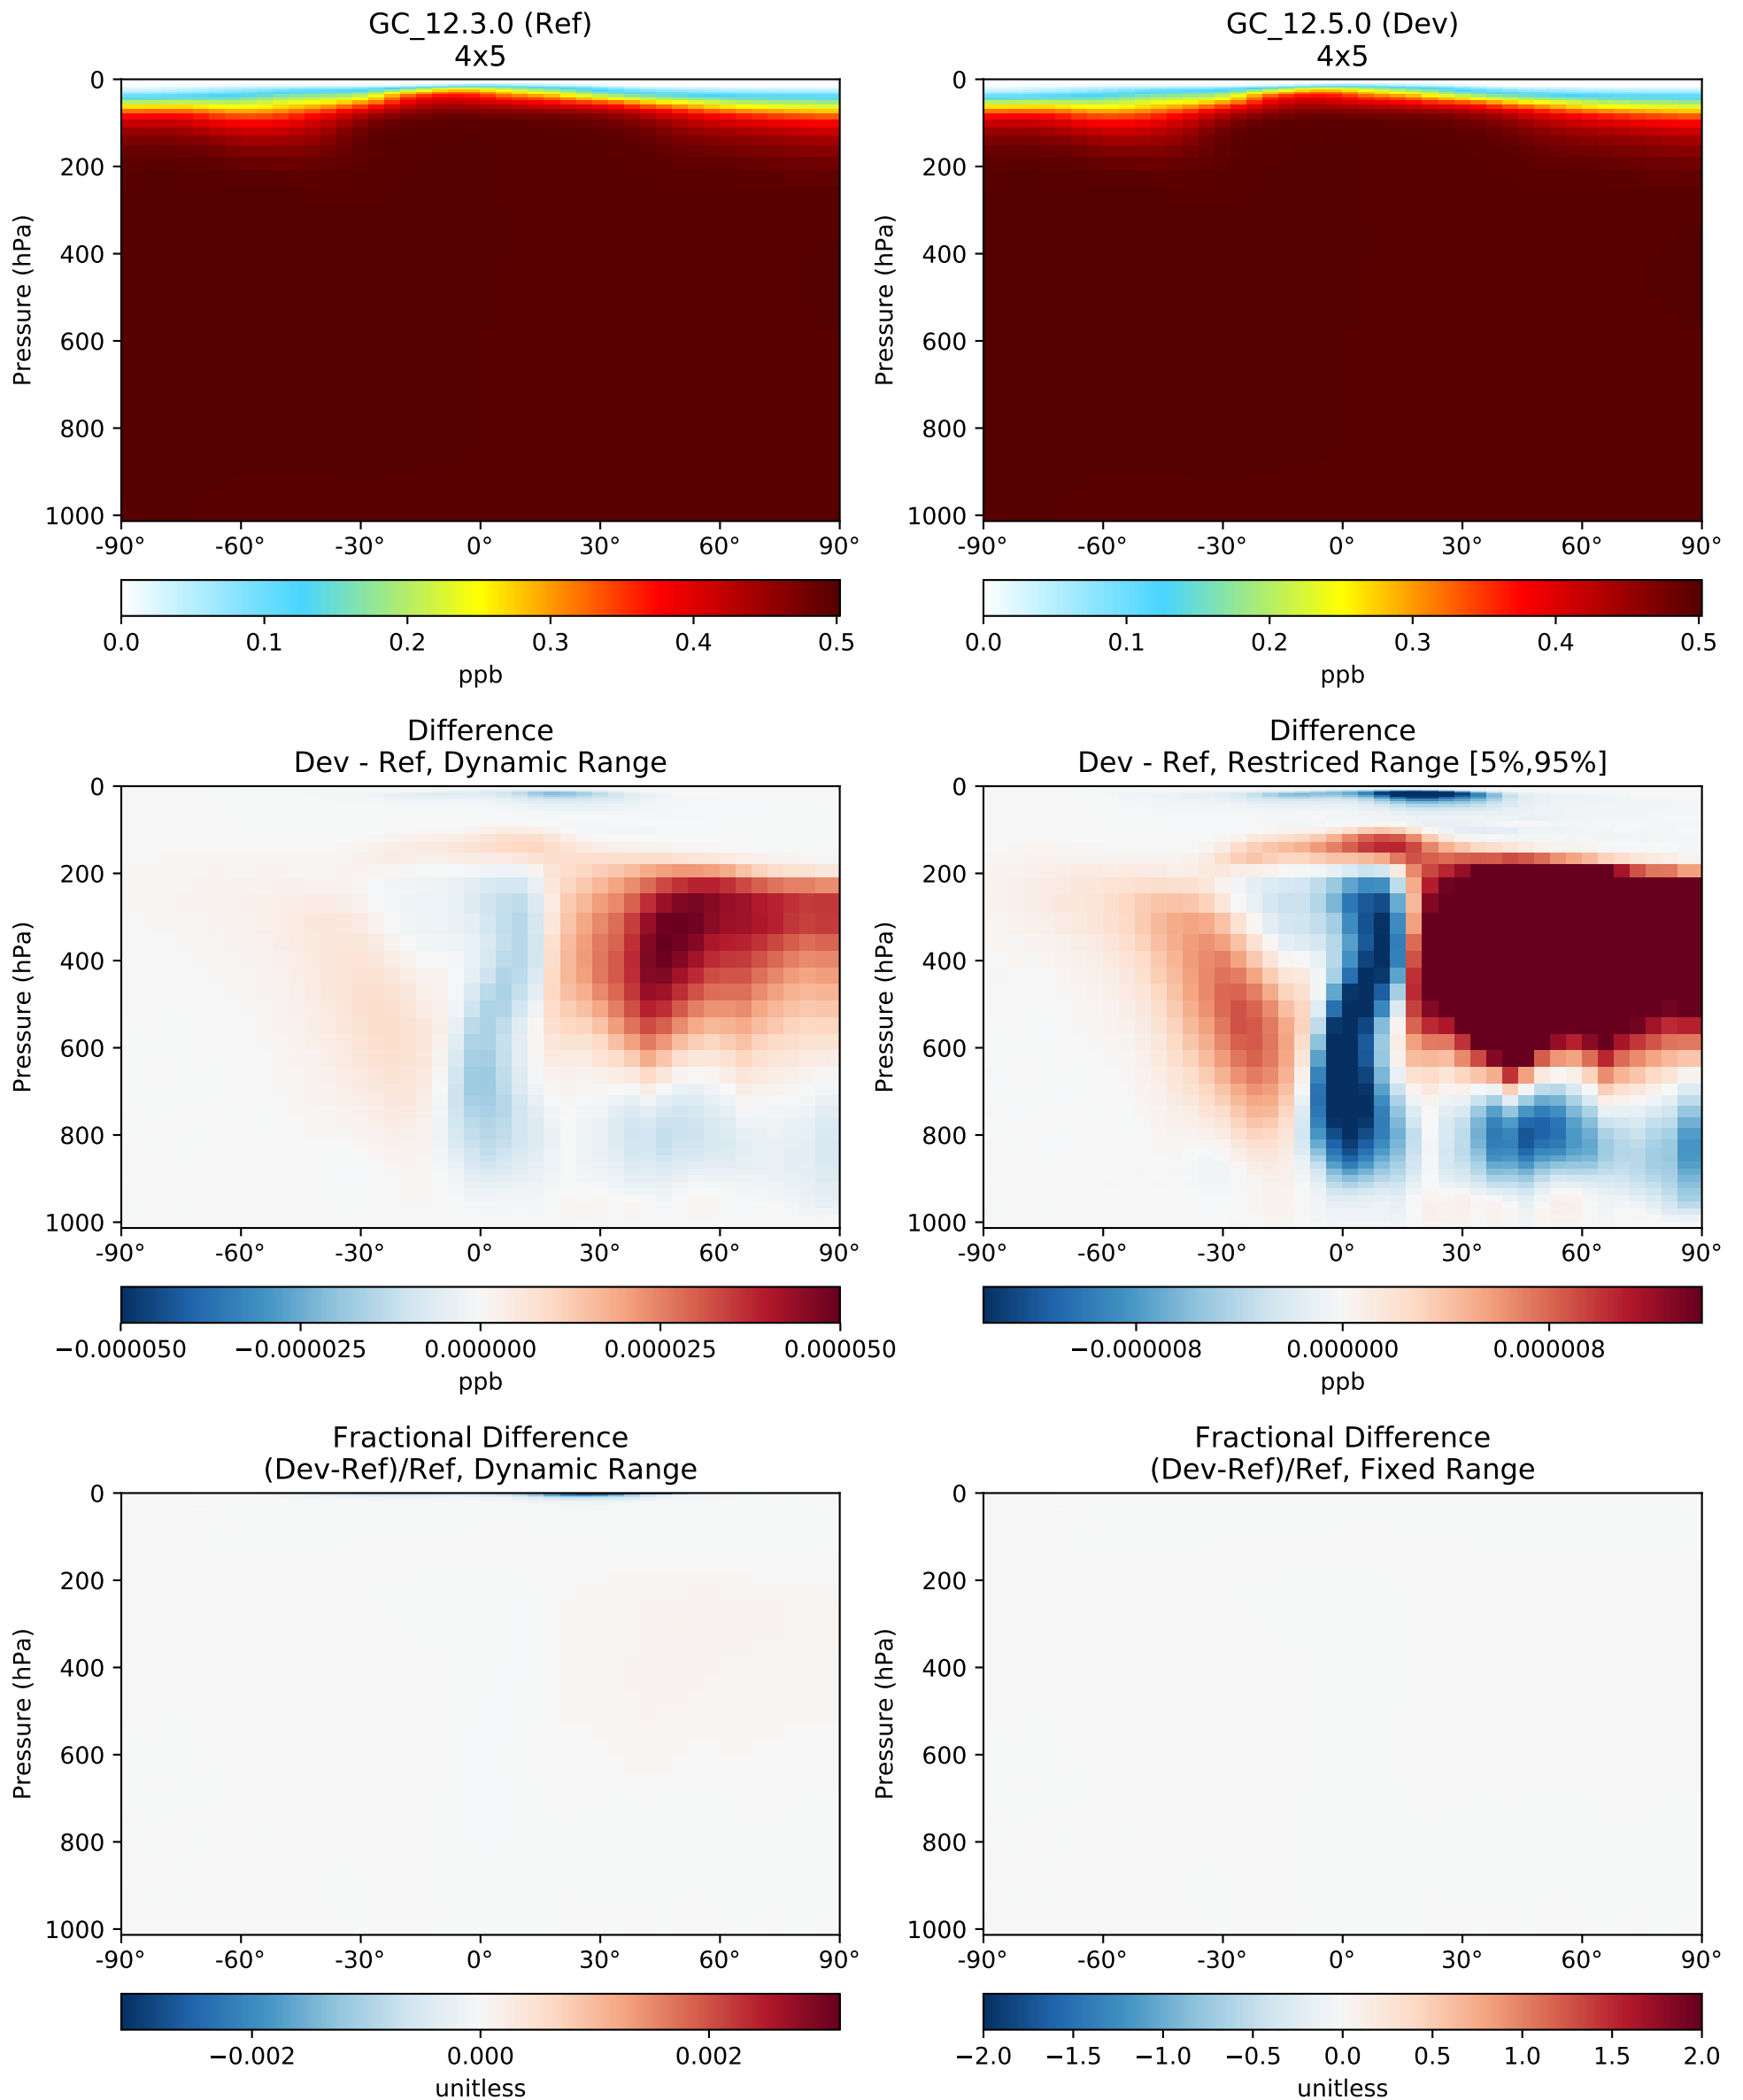 GC_12.3.0 (Ref)
4x5
0
200
400
600
800
1000
Pressure (hPa)
-90° -60° -30° 0° 30° 60° 90°
0.0 0.1 0.2 0.3 0.4 0.5
ppb
GC_12.5.0 (Dev)
4x5
0
200
400
600
800
1000
Pressure (hPa)
-90° -60° -30° 0° 30° 60° 90°
0.0 0.1 0.2 0.3 0.4 0.5
ppb
Difference
Dev - Ref, Dynamic Range
0
200
400
600
800
1000
Pressure (hPa)
-90° -60° -30° 0° 30° 60° 90°
−0.000050 −0.000025 0.000000 0.000025 0.000050
ppb
Difference
Dev - Ref, Restriced Range [5%,95%]
0
200
400
600
800
1000
Pressure (hPa)
-90° -60° -30° 0° 30° 60° 90°
−0.000008 0.000000 0.000008
ppb
Fractional Difference
(Dev-Ref)/Ref, Dynamic Range
0
200
400
600
800
1000
Pressure (hPa)
-90° -60° -30° 0° 30° 60° 90°
−0.002 0.000 0.002
unitless
Fractional Difference
(Dev-Ref)/Ref, Fixed Range
0
200
400
600
800
1000
Pressure (hPa)
-90° -60° -30° 0° 30° 60° 90°
−2.0 −1.5 −1.0 −0.5 0.0 0.5 1.0 1.5 2.0
unitless